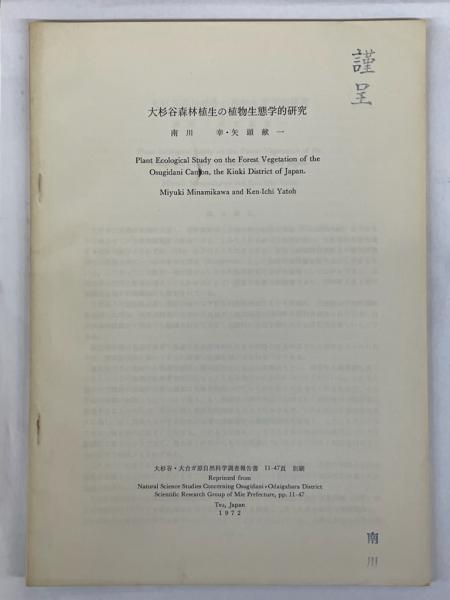 謹呈
大杉谷森林植生の植物生態学的研究
南川 幸・矢頭献一
Plant Ecological Study on the Forest Vegetation of the
Osugidani Canyon, the Kinki District of Japan.
Miyuki Minamikawa and Ken-Ichi Yatoh
大杉谷・大台ガ原自然科学調査報告書 11-47頁 別刷
Reprinted from
Natural Science Studies Concerning Osugidani・Odaigahara District
Scientific Research Group of Mie Prefecture, pp. 11-47
Tsu, Japan
1972
南川